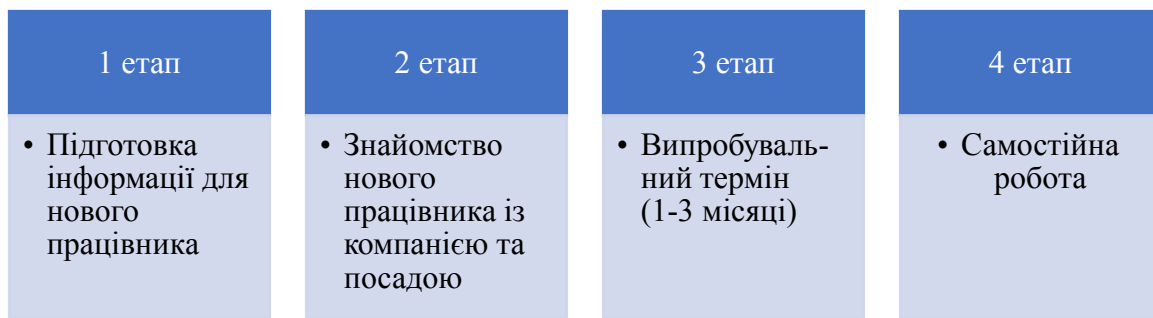 1 етап
• Підготовка
інформації для
нового
працівника
2 етап
• Знайомство
нового
працівника із
компанією та
посадою
3 етап
• Випробуваль-
ний термін
(1-3 місяці)
4 етап
• Самостійна
робота